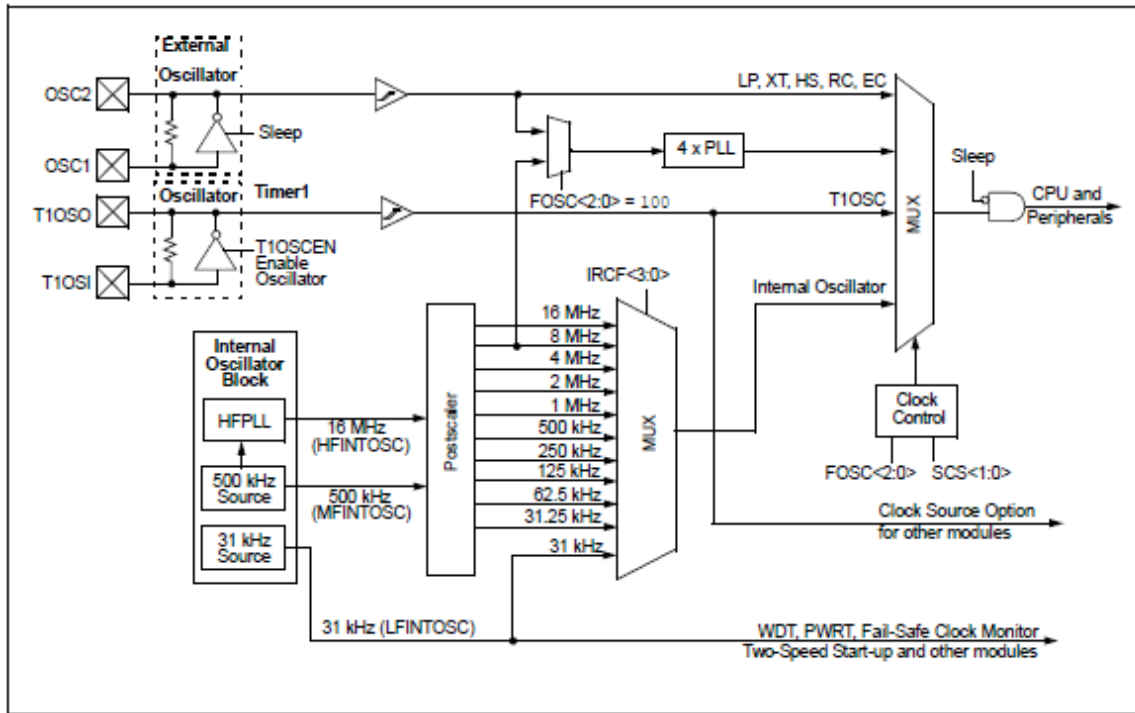 External
Oscillator
OSC2
OSC1
Sleep
LP, XT, HS, RC, EC
4 x PLL
FOSC<2:0> = 100
Sleep
CPU and
Peripherals
MUX
Oscillator
Timer1
T1OSO
T1OSI
T1OSCEN
Enable
Oscillator
T1OSC
IRCF<3:0>
Internal Oscillator
Internal
Oscillator
Block
HFPLL
500 kHz
Source
31 kHz
Source
16 MHz
(HFINTOSC)
500 kHz
(MFINTOSC)
Postscaler
16 MHz
8 MHz
4 MHz
2 MHz
1 MHz
500 kHz
250 kHz
125 kHz
62.5 kHz
31.25 kHz
31 kHz
MUX
Clock
Control
FOSC<2:0>
SCS<1:0>
Clock Source Option
for other modules
31 kHz (LFINTOSC)
WDT, PWRT, Fail-Safe Clock Monitor
Two-Speed Start-up and other modules